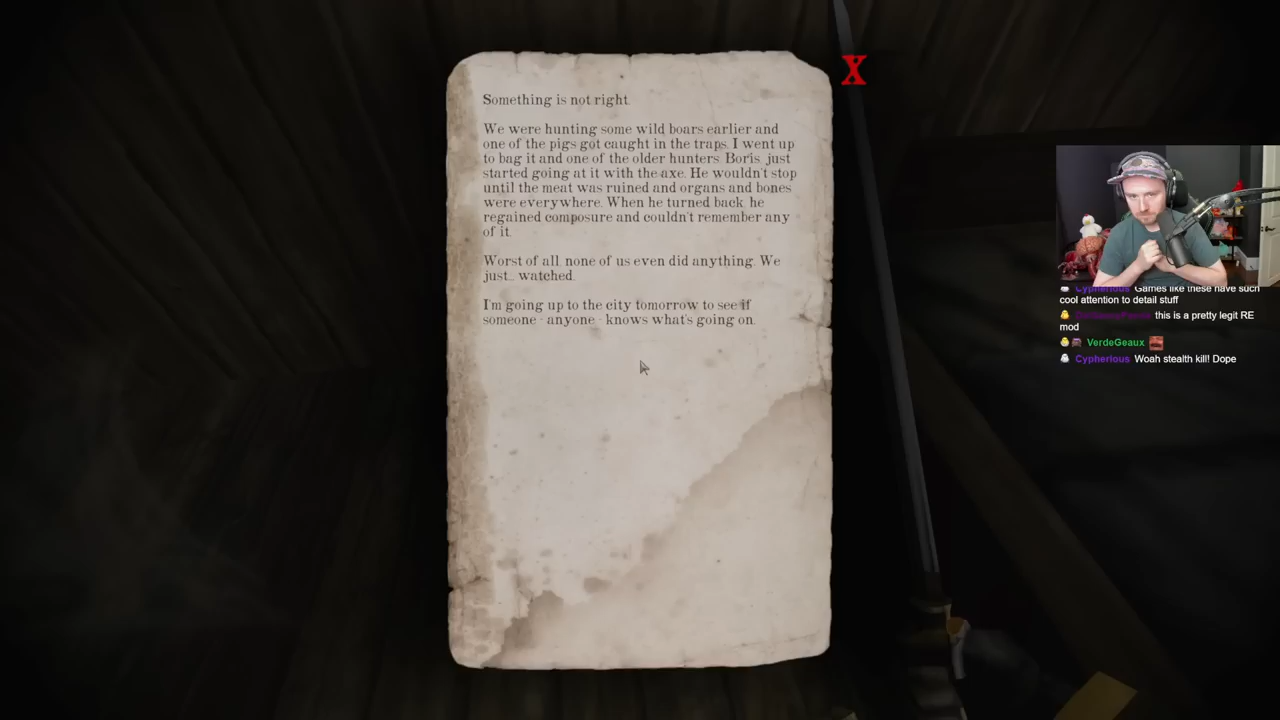 Something is not right.
We were hunting some wild boars earlier and
one of the pigs got caught in the traps. I went up
to bag it and one of the older hunters, Boris, just
started going at it with the axe. He wouldn't stop
until the meat was ruined and organs and bones
were everywhere. When he turned back, he
regained composure and couldn't remember any
of it.
Worst of all, none of us even did anything. We
just... watched.
I'm going up to the city tomorrow to see if
someone - anyone - knows what's going on.
X
Cypherious Games like these have such
cool attention to detail stuff
this is a pretty legit RE
mod
VerdeGeaux
Cypherious Woah stealth kill! Dope